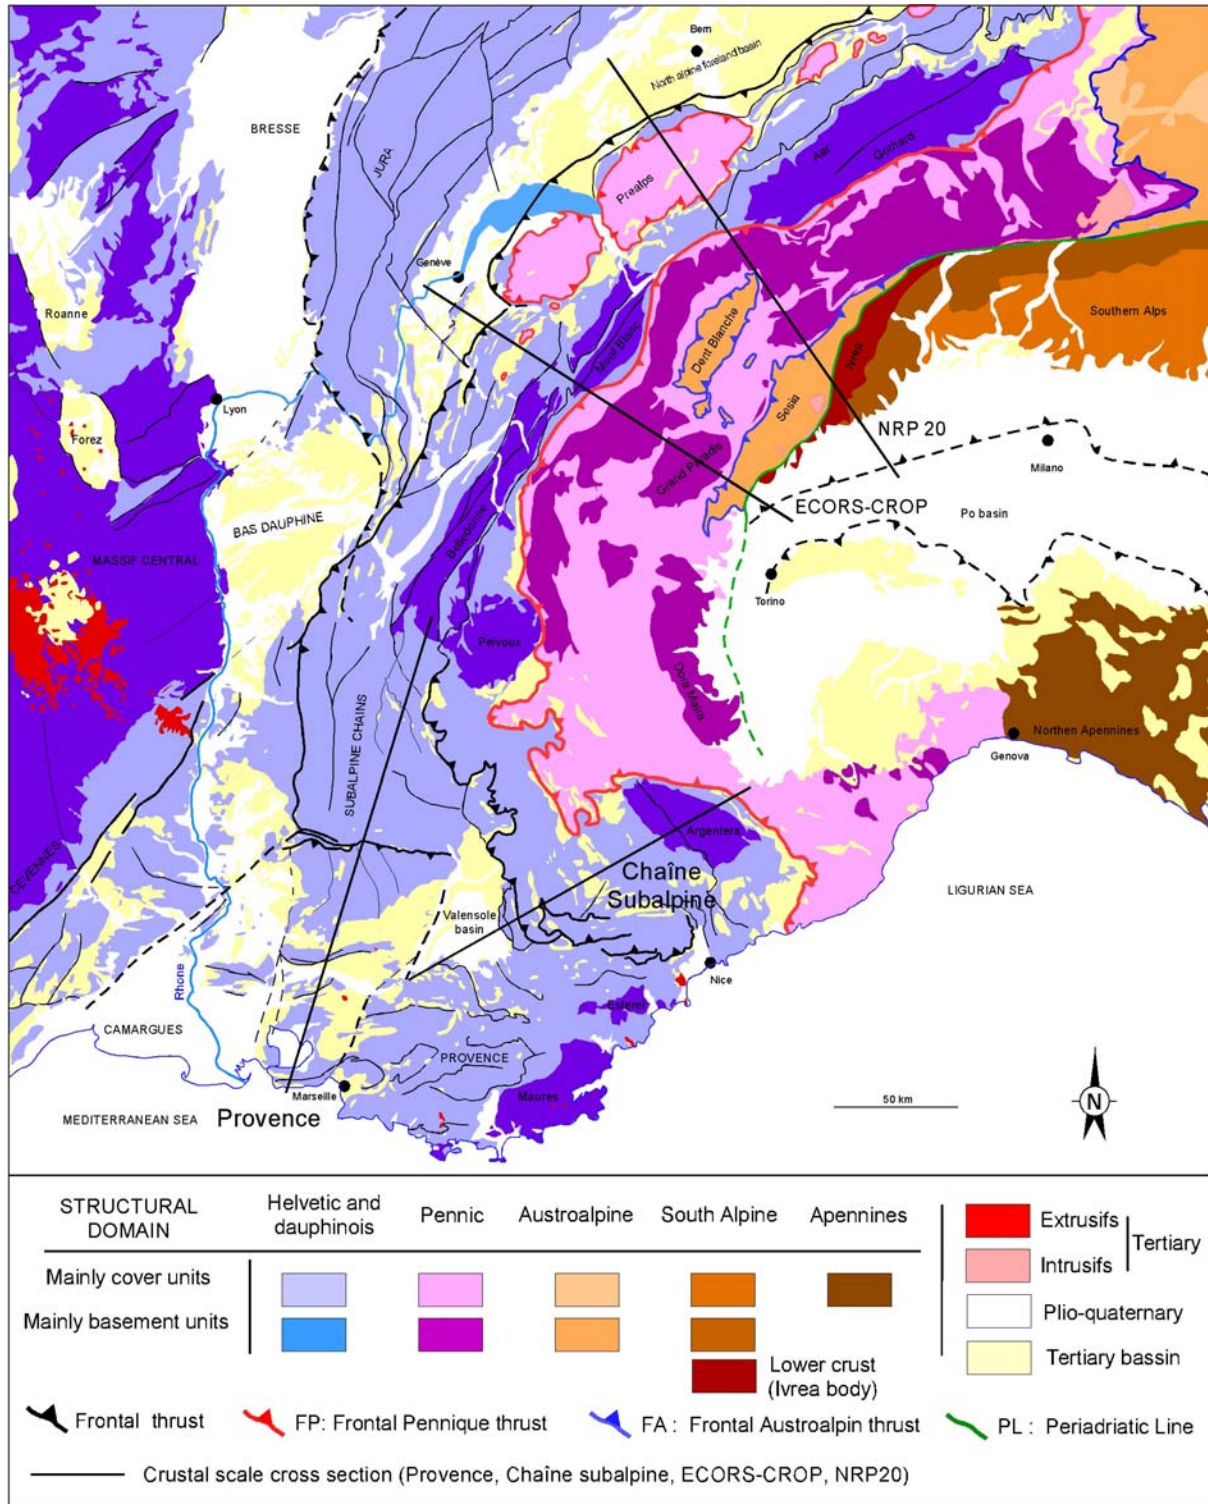 Bern
North alpine foreland basin
BRESSE
JURA
Aar
Gothard
Prealps
Genève
Roanne
Mont Blanc
Dent Blanche
Southern Alps
Ivrea
Lyon
Sesia
Forez
NRP 20
Milano
Grand Paradis
ECORS-CROP
Po basin
BAS DAUPHINE
Belledonne
MASSIF CENTRAL
Torino
Pelvoux
Dora Maira
SUBALPINE CHAINS
Northen Apennines
Genova
Argentera
CEVENNES
Chaîne
Subalpine
LIGURIAN SEA
Valensole
basin
Rhone
Nice
Esterel
CAMARGUES
PROVENCE
Marseille
Maures
50 km
N
MEDITERRANEAN SEA
Provence
STRUCTURAL
DOMAIN
Helvetic and
dauphinois
Pennic
Austroalpine
South Alpine
Apennines
Mainly cover units
Mainly basement units
Lower crust
(Ivrea body)
Extrusifs
Intrusifs
Tertiary
Plio-quaternary
Tertiary bassin
Frontal thrust
FP: Frontal Pennique thrust
FA : Frontal Austroalpin thrust
PL : Periadriatic Line
Crustal scale cross section (Provence, Chaîne subalpine, ECORS-CROP, NRP20)